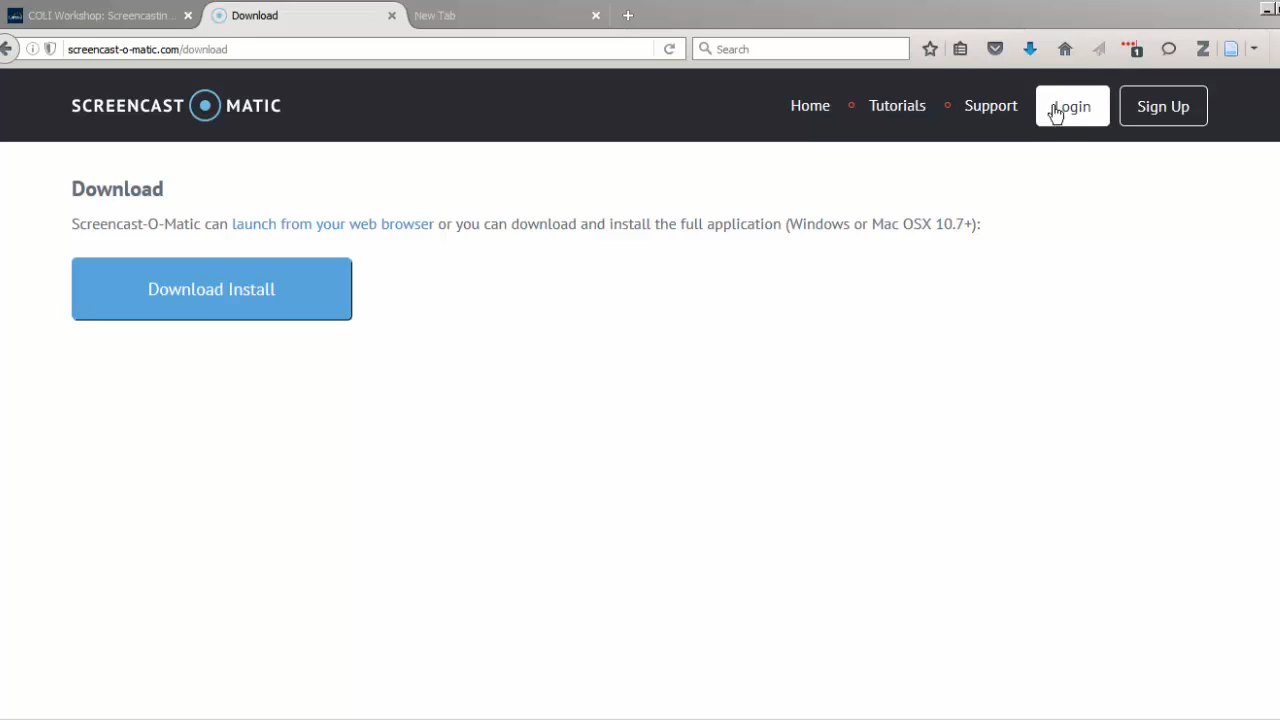 COLI Workshop: Screencastin...
Download
New Tab
screencast-o-matic.com/download
Search
1
Z
SCREENCAST MATIC
Home
Tutorials
Support
Login
Sign Up
Download
Screencast-O-Matic can launch from your web browser or you can download and install the full application (Windows or Mac OSX 10.7+):
Download Install